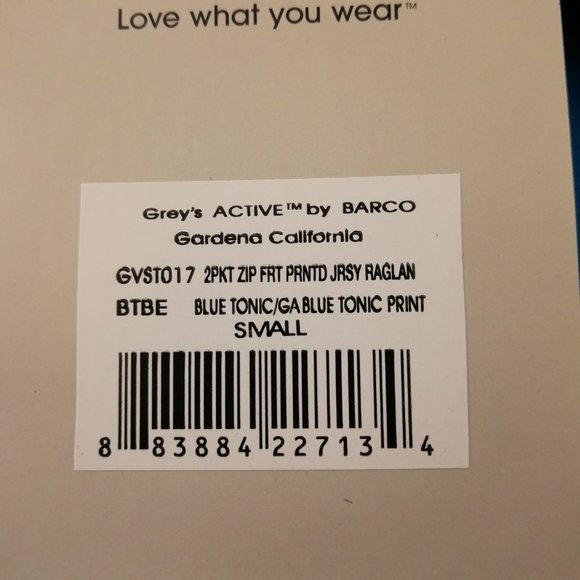 Love what you wear™
Grey's ACTIVE™ by BARCO
Gardena California
GVST017 2PKT ZIP FRT PRNTD JRSY RAGLAN
BTBE BLUE TONIC/GA BLUE TONIC PRINT
SMALL
8 83884 22713 4